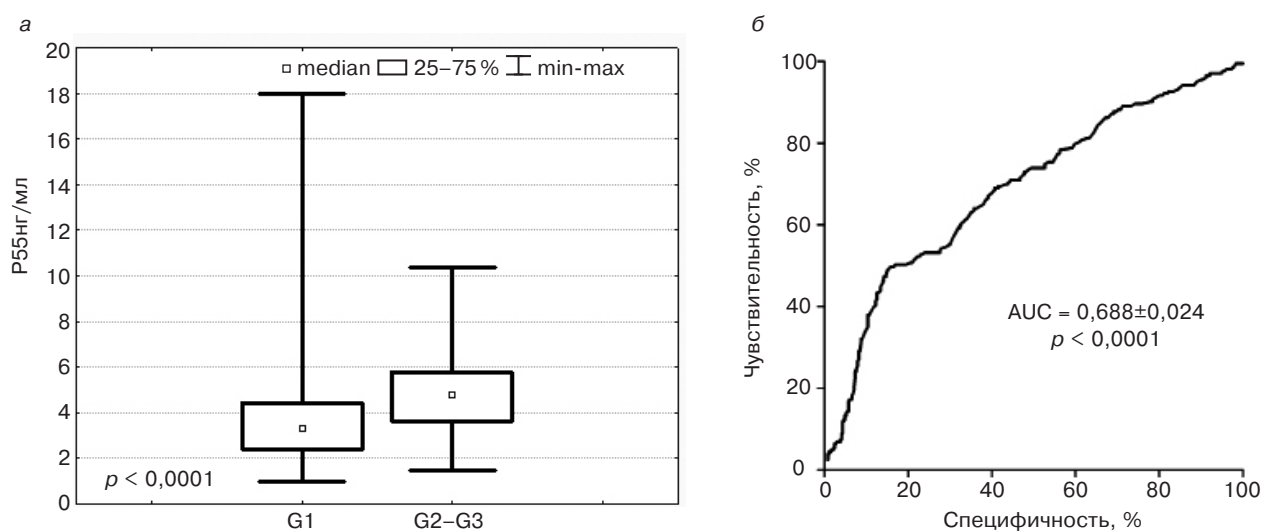 а
P55нг/мл
20
18
16
14
12
10
8
6
4
2
0
median 25–75 % min-max
p < 0,0001
G1 G2–G3
б
Чувствительность, %
100
80
60
40
20
0
AUC = 0,688±0,024
p < 0,0001
0 20 40 60 80 100
Специфичность, %